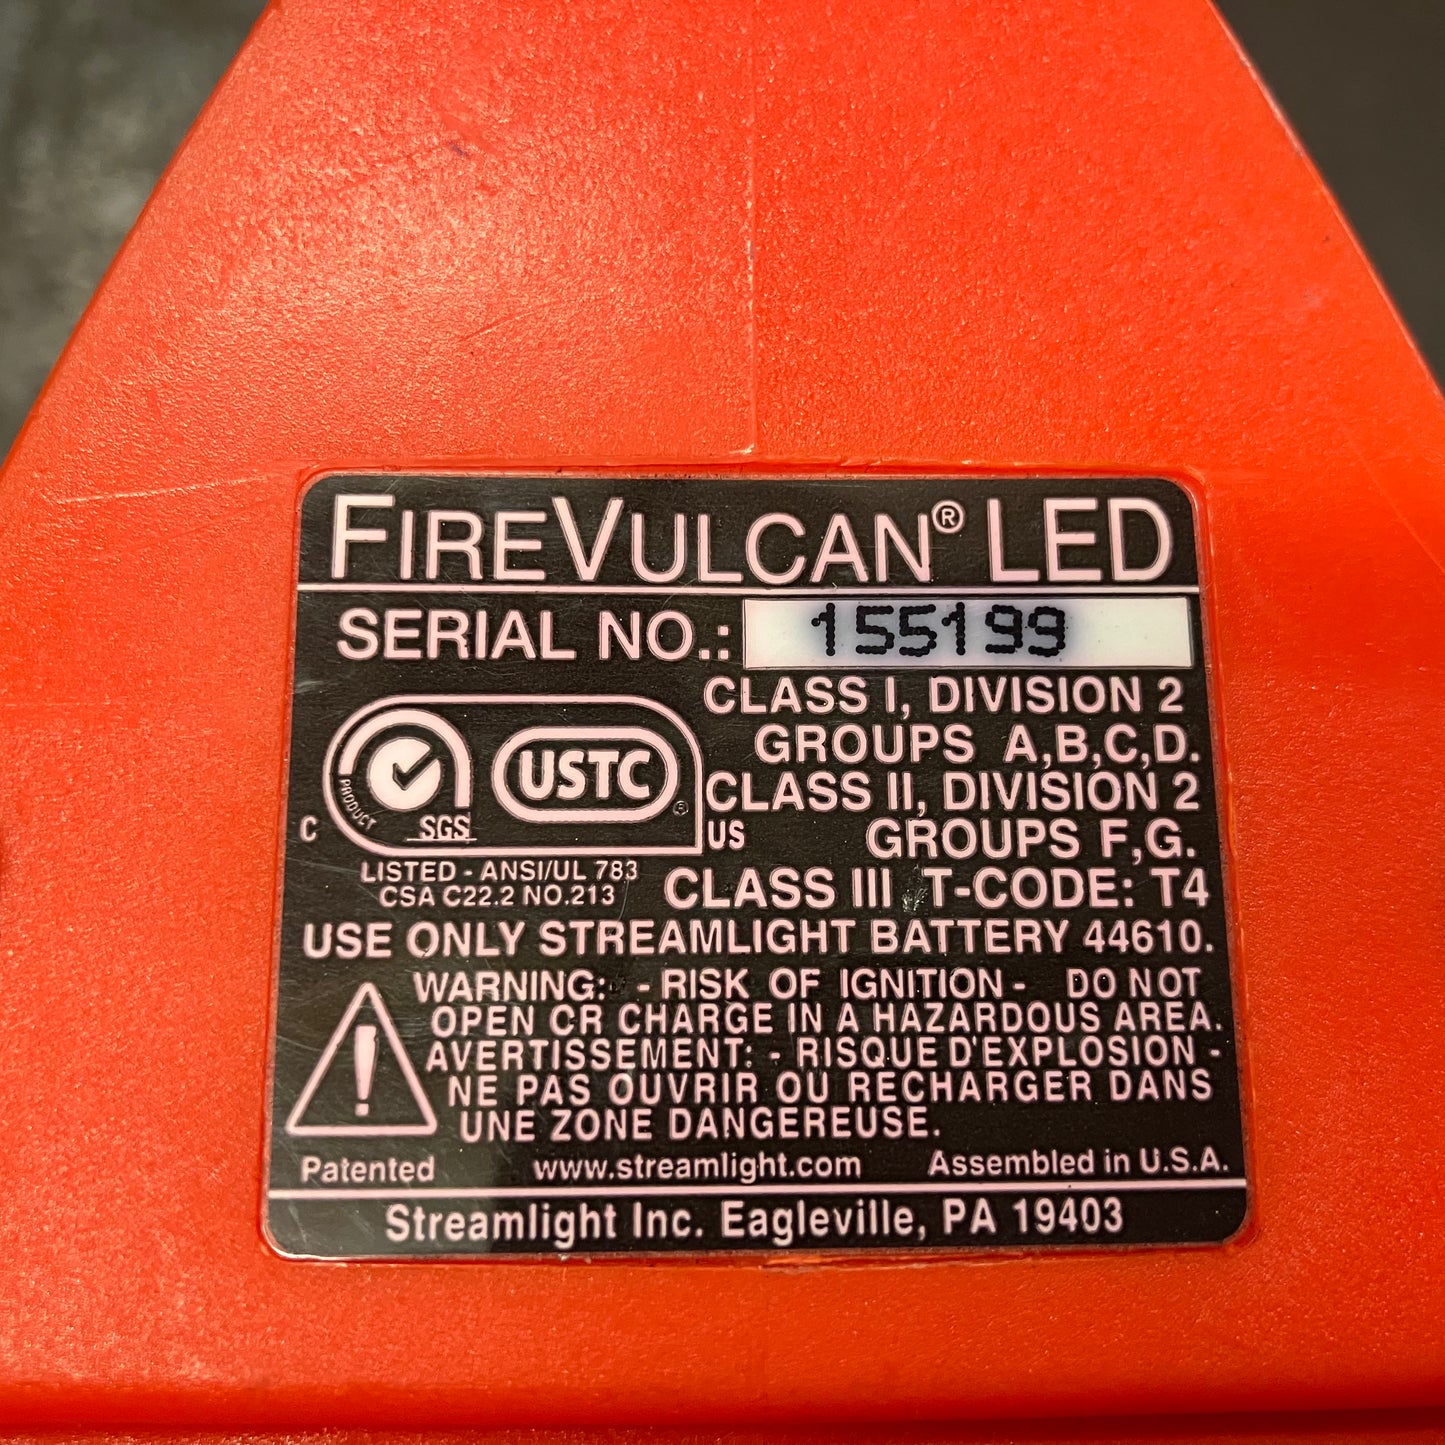 FIREVULCAN® LED
SERIAL NO.: 155199
CLASS I, DIVISION 2
GROUPS A,B,C,D.
CLASS II, DIVISION 2
GROUPS F,G.
PRODUCT
SGS
USTC ®
C
US
LISTED - ANSI/UL 783
CSA C22.2 NO.213
CLASS III T-CODE: T4
USE ONLY STREAMLIGHT BATTERY 44610.
! WARNING: - RISK OF IGNITION - DO NOT
OPEN OR CHARGE IN A HAZARDOUS AREA.
AVERTISSEMENT: - RISQUE D'EXPLOSION -
NE PAS OUVRIR OU RECHARGER DANS
UNE ZONE DANGEREUSE.
Patented www.streamlight.com Assembled in U.S.A.
Streamlight Inc. Eagleville, PA 19403